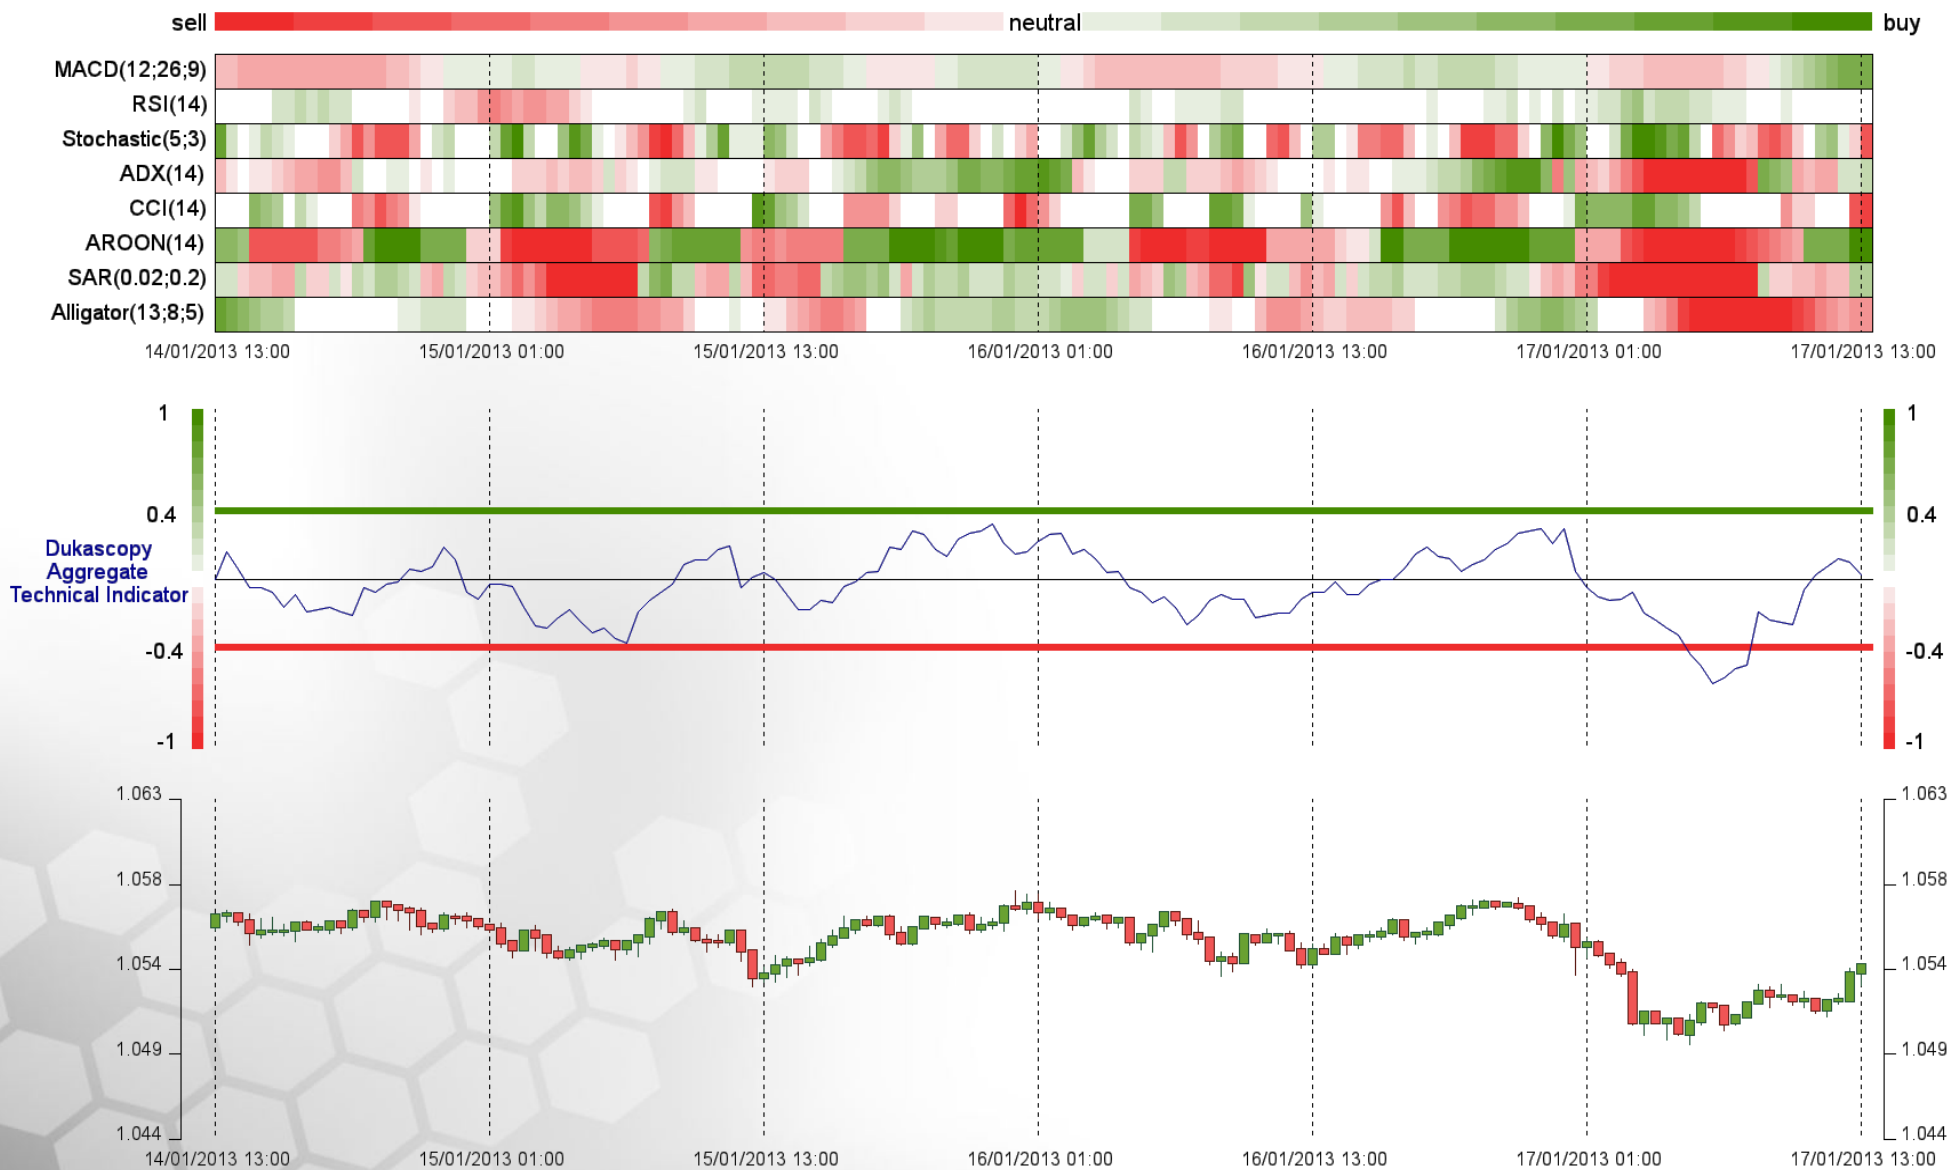 sell neutral buy
MACD(12;26;9)
RSI(14)
Stochastic(5;3)
ADX(14)
CCI(14)
AROON(14)
SAR(0.02;0.2)
Alligator(13;8;5)
14/01/2013 13:00 15/01/2013 01:00 15/01/2013 13:00 16/01/2013 01:00 16/01/2013 13:00 17/01/2013 01:00 17/01/2013 13:00
1 1
0.4 0.4
Dukascopy
Aggregate
Technical Indicator
-0.4 -0.4
-1 -1
1.063 1.063
1.058 1.058
1.054 1.054
1.049 1.049
1.044 1.044
14/01/2013 13:00 15/01/2013 01:00 15/01/2013 13:00 16/01/2013 01:00 16/01/2013 13:00 17/01/2013 01:00 17/01/2013 13:00